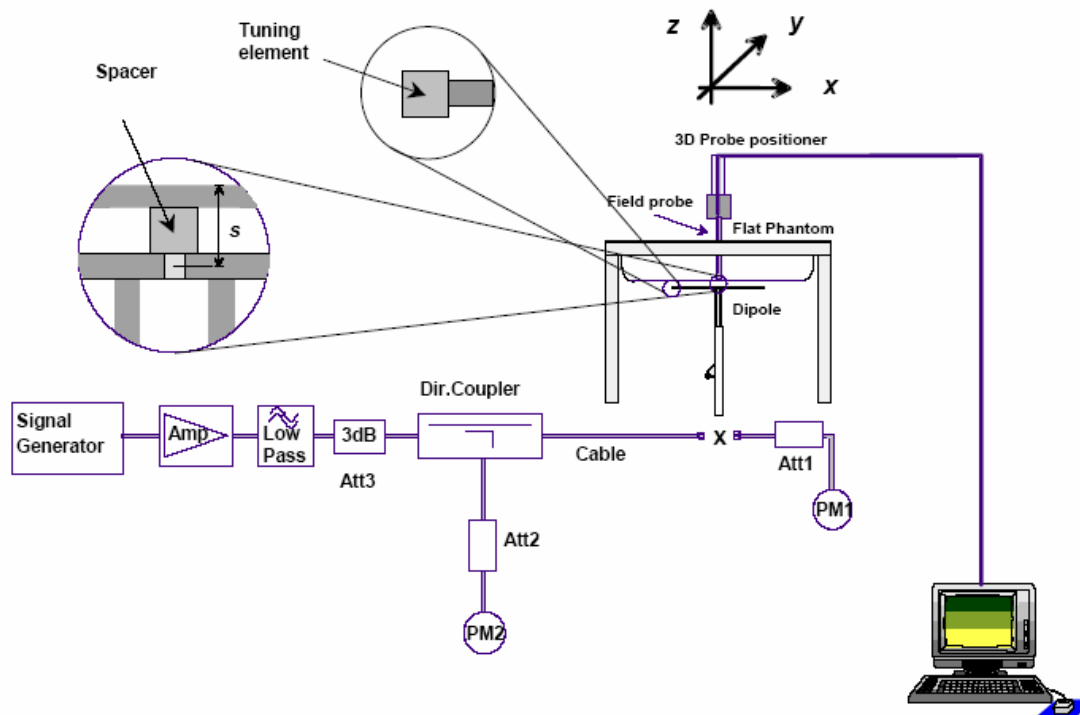 Tuning
element
Spacer
z
y
x
3D Probe positioner
s
Field probe
Flat Phantom
Dipole
Dir.Coupler
Signal
Generator
Amp
Low
Pass
3dB
Att3
Cable
X
Att1
PM1
Att2
PM2